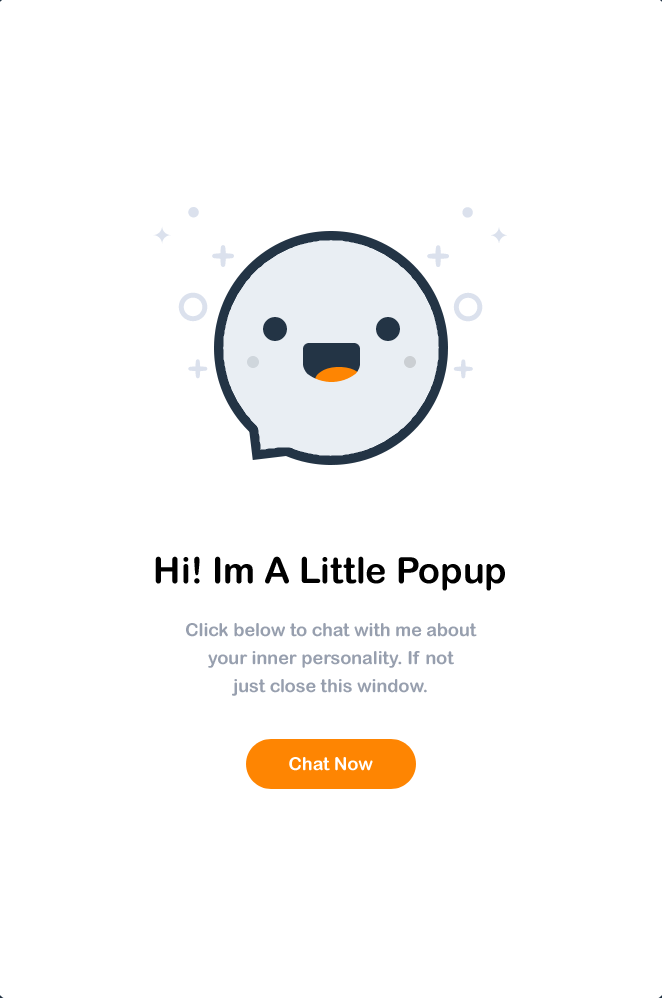 Hi! Im A Little Popup
Click below to chat with me about
your inner personality. If not
just close this window.
Chat Now